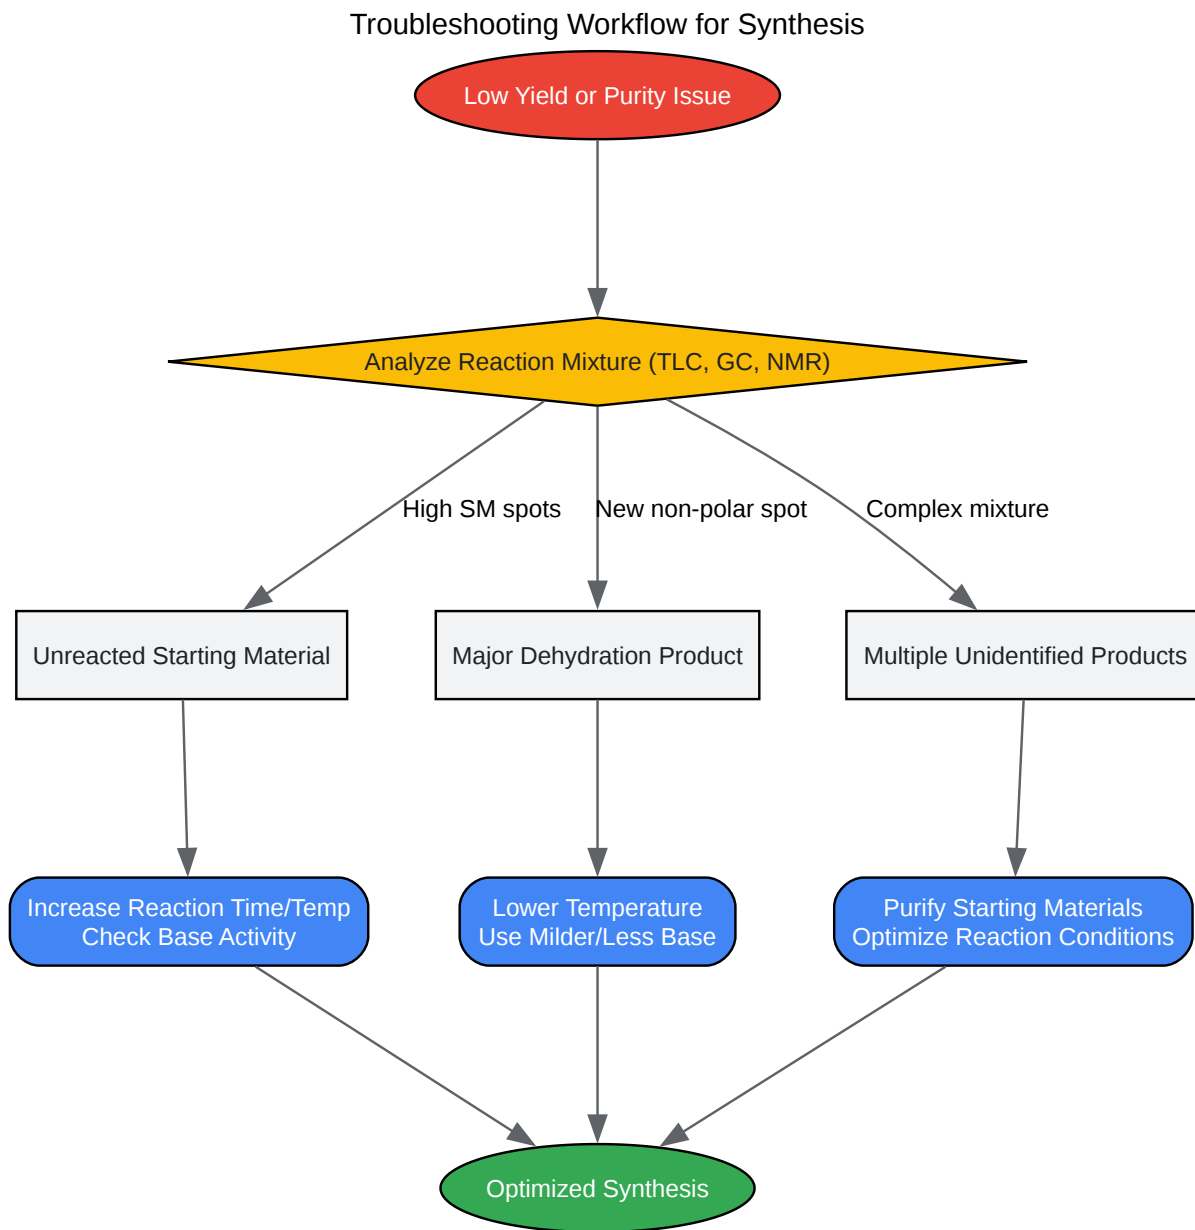 Troubleshooting Workflow for Synthesis
Low Yield or Purity Issue
Analyze Reaction Mixture (TLC, GC, NMR)
High SM spots
New non-polar spot
Complex mixture
Unreacted Starting Material
Major Dehydration Product
Multiple Unidentified Products
Increase Reaction Time/Temp
Check Base Activity
Lower Temperature
Use Milder/Less Base
Purify Starting Materials
Optimize Reaction Conditions
Optimized Synthesis